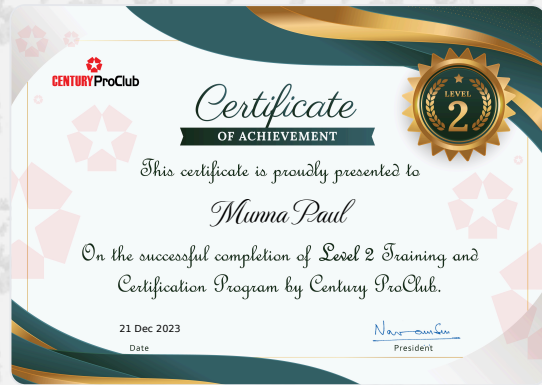 CENTURY ProClub
LEVEL
2
Certificate
OF ACHIEVEMENT
This certificate is proudly presented to
Munna Paul
On the successful completion of Level 2 Training and
Certification Program by Century ProClub.
21 Dec 2023
Date
President